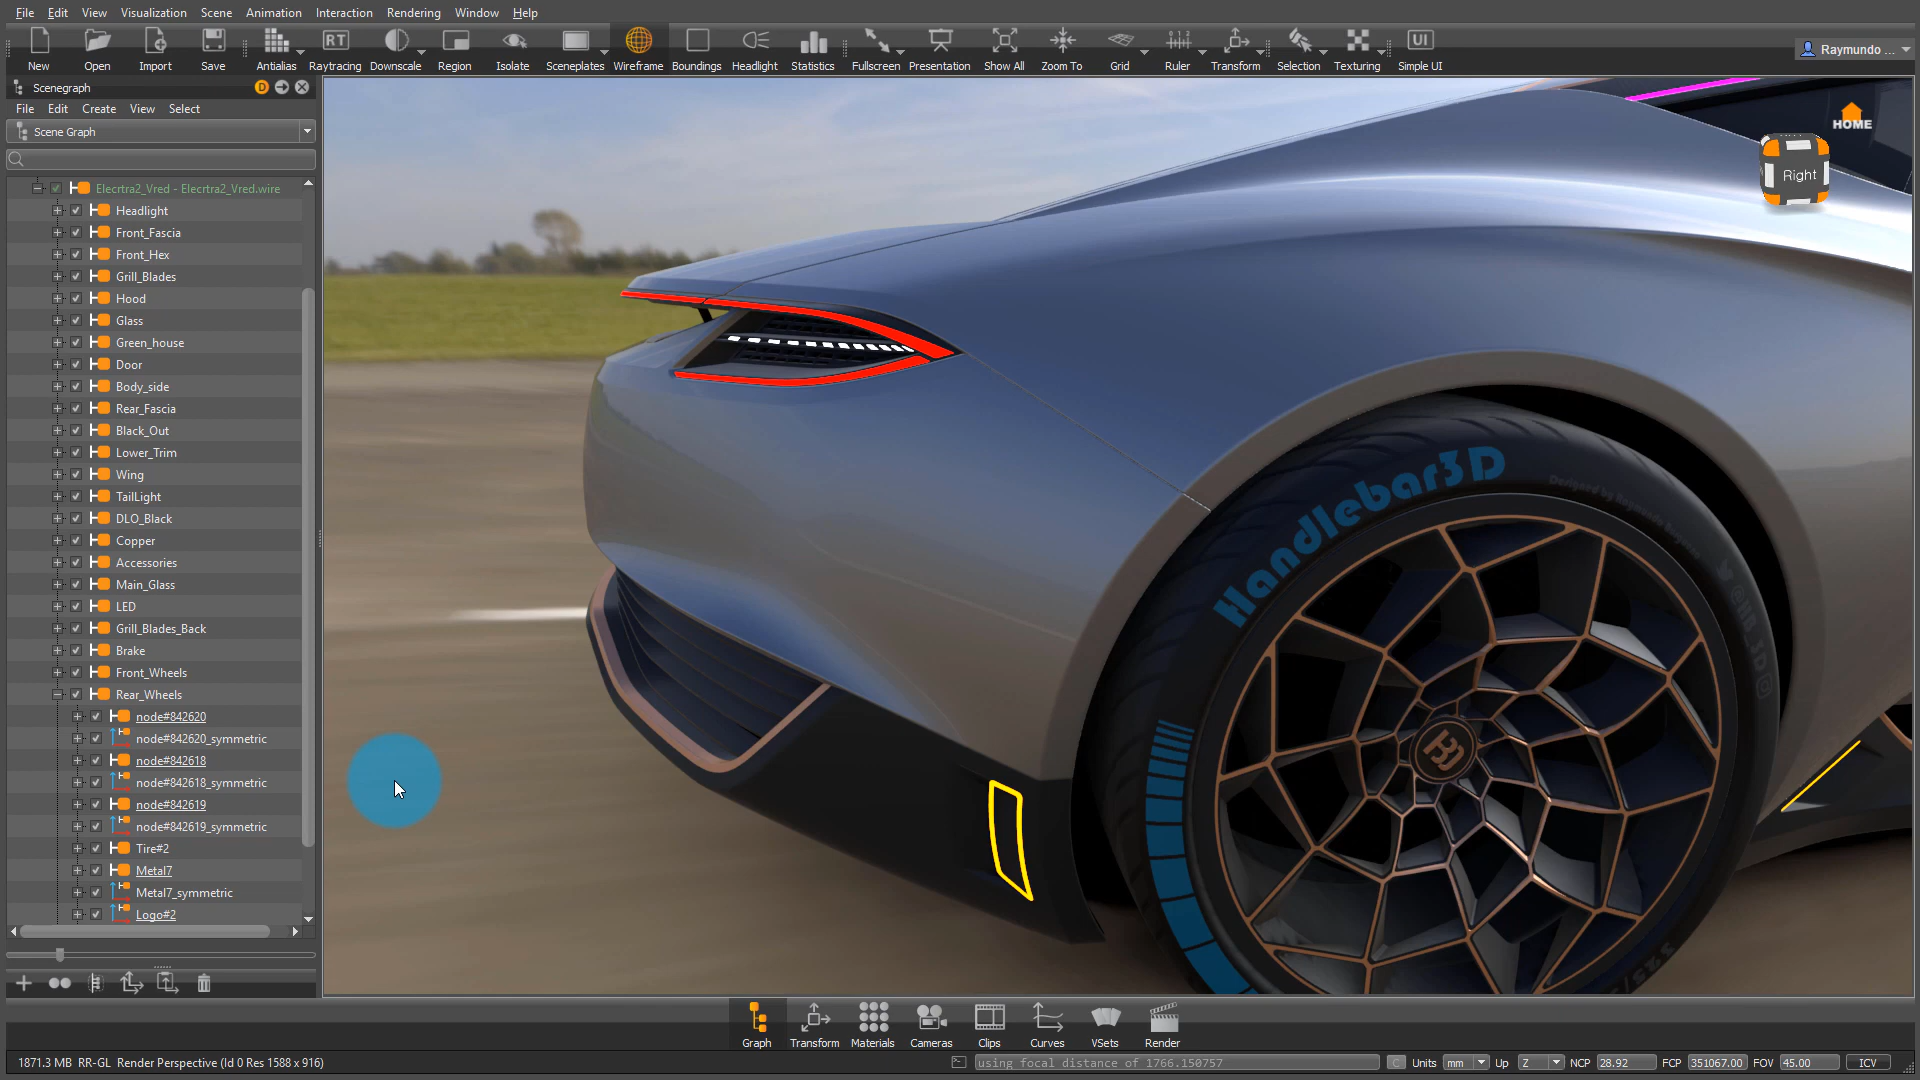 File Edit View Visualization Scene Animation Interaction Rendering Window Help
RT UI
New Open Import Save Antialias Raytracing Downscale Region Isolate Sceneplates Wireframe Boundings Headlight Statistics Fullscreen Presentation Show All Zoom To Grid Ruler Transform Selection Texturing Simple UI
Raymundo ...
Scenegraph D
File Edit Create View Select
Scene Graph
Elecrtra2_Vred - Elecrtra2_Vred.wire
Headlight
Front_Fascia
Front_Hex
Grill_Blades
Hood
Glass
Green_house
Door
Body_side
Rear_Fascia
Black_Out
Lower_Trim
Wing
TailLight
DLO_Black
Copper
Accessories
Main_Glass
LED
Grill_Blades_Back
Brake
Front_Wheels
Rear_Wheels
node#842620
node#842620_symmetric
node#842618
node#842618_symmetric
node#842619
node#842619_symmetric
Tire#2
Metal7
Metal7_symmetric
Logo#2
HOME
Right
Handlebar3D
Graph Transform Materials Cameras Clips Curves VSets Render
1871.3 MB RR-GL Render Perspective (Id 0 Res 1588 x 916)
using focal distance of 1766.150757
C Units mm Up Z NCP 28.92 FCP 351067.00 FOV 45.00 ICV